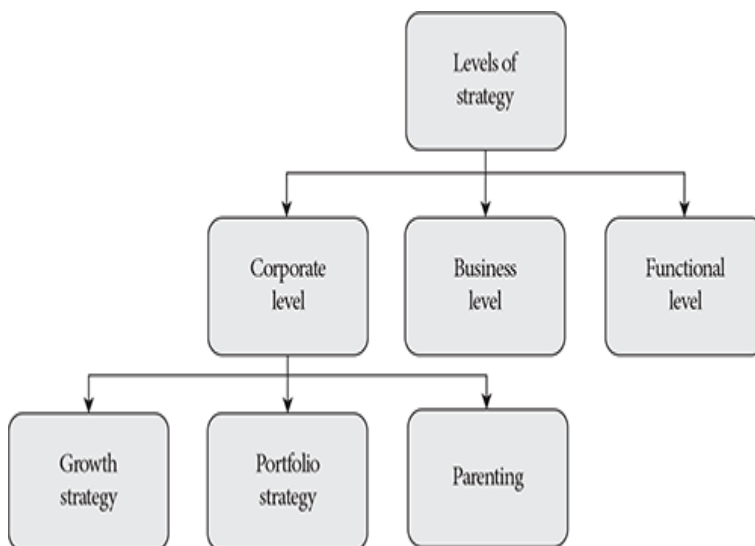 Levels of
strategy
Corporate
level
Business
level
Functional
level
Growth
strategy
Portfolio
strategy
Parenting